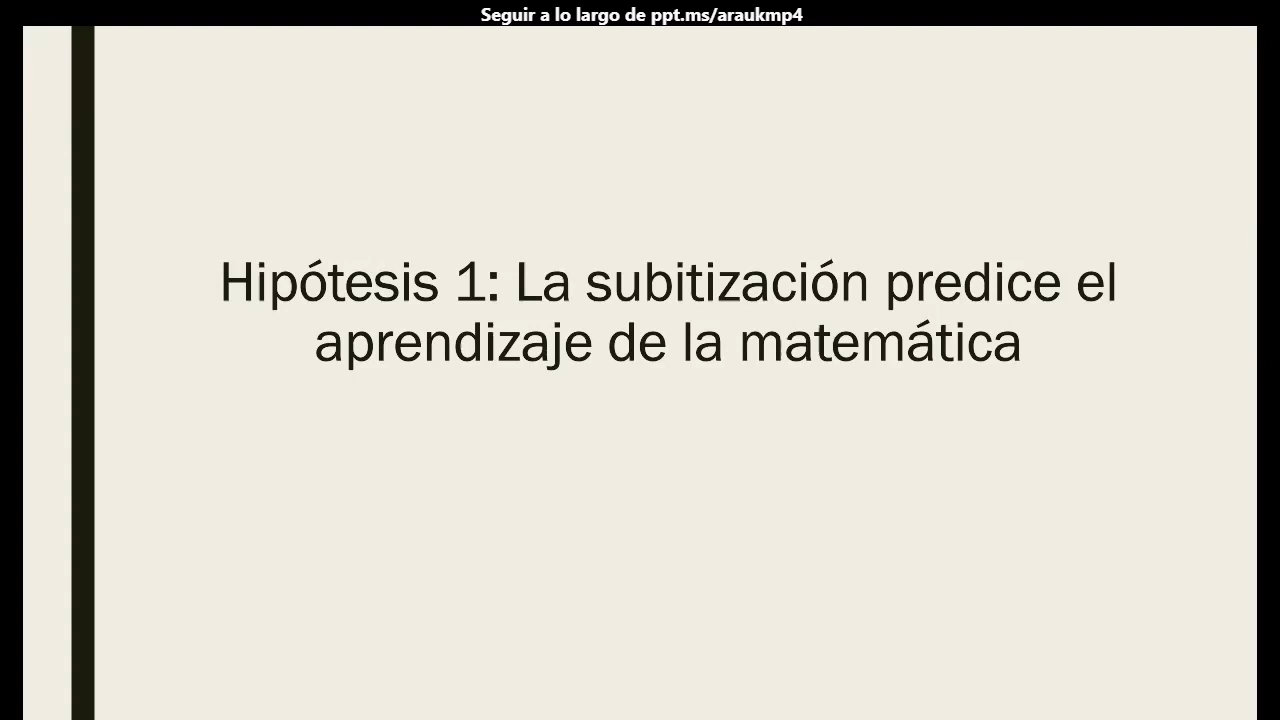 Seguir a lo largo de ppt.ms/araukmp4
Hipótesis 1: La subitización predice el
aprendizaje de la matemática